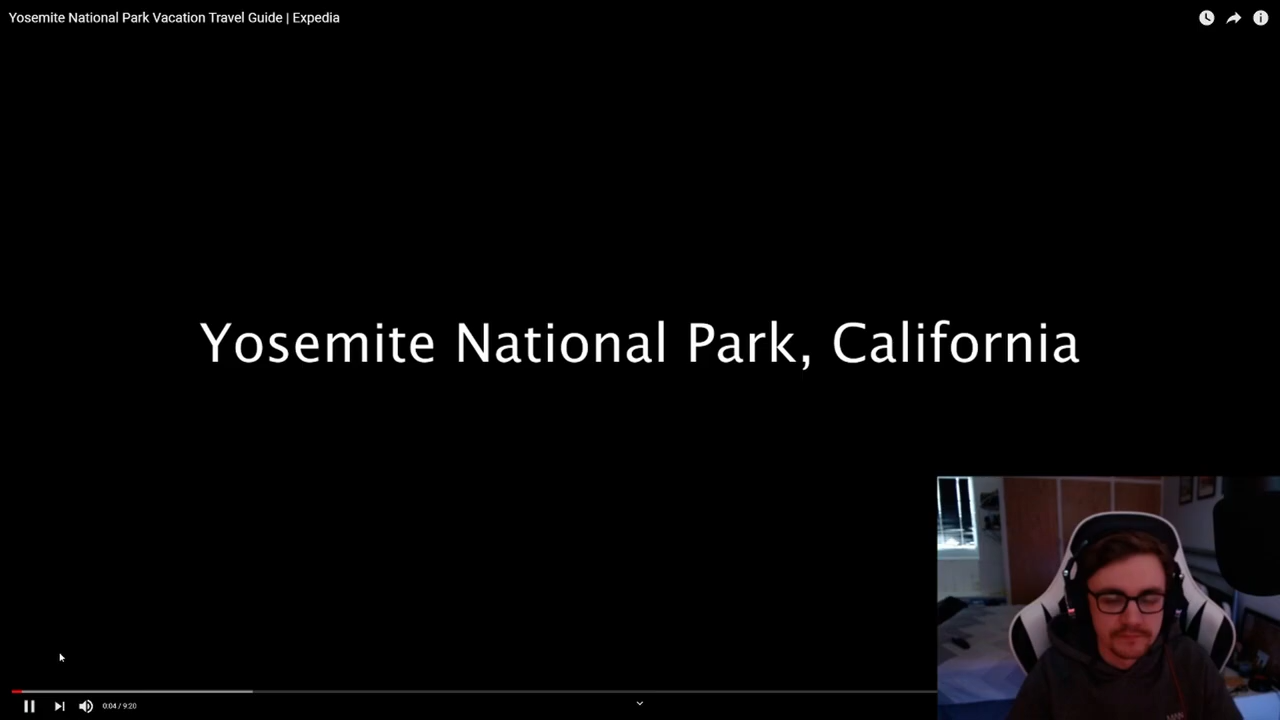 Yosemite National Park Vacation Travel Guide | Expedia
Yosemite National Park, California
0:04 / 9:20